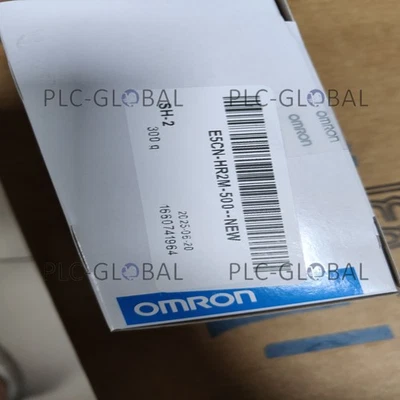 PLC-GLOBAL
PLC-GLOBAL
SH-2
300 g
E5CN-HR2M-500--NEW
2025-06-20
1660741964
OMRON
OMRON
PLC-GLOBAL
PLC-GLOBAL